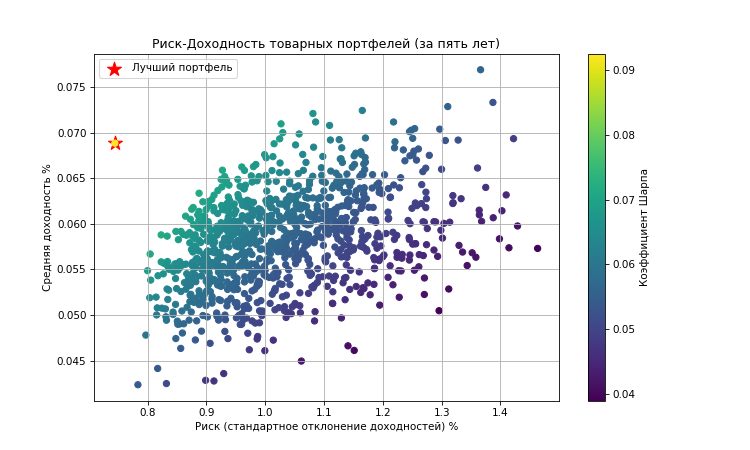 Риск-Доходность товарных портфелей (за пять лет)
Лучший портфель
Средняя доходность %
0.075
0.070
0.065
0.060
0.055
0.050
0.045
0.8 0.9 1.0 1.1 1.2 1.3 1.4
Риск (стандартное отклонение доходностей) %
0.09
0.08
0.07
0.06
0.05
0.04
Коэффициент Шарпа